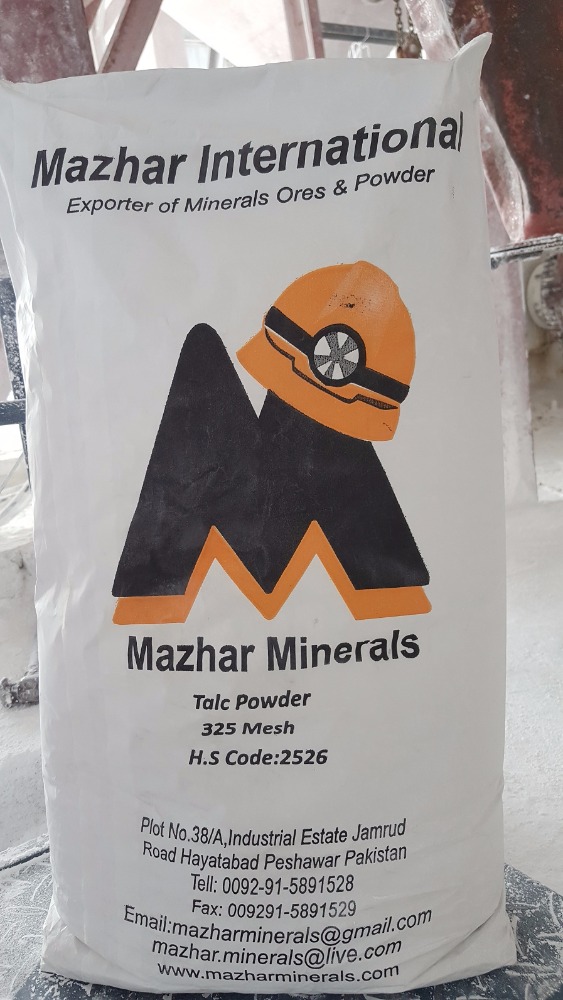 Mazhar International
Exporter of Minerals Ores & Powder
Mazhar Minerals
Talc Powder
325 Mesh
H.S Code:2526
Plot No.38/A,Industrial Estate Jamrud
Road Hayatabad Peshawar Pakistan
Tell: 0092-91-5891528
Fax: 009291-5891529
Email:mazharminerals@gmail.com
mazhar.minerals@live.com
www.mazharminerals.com